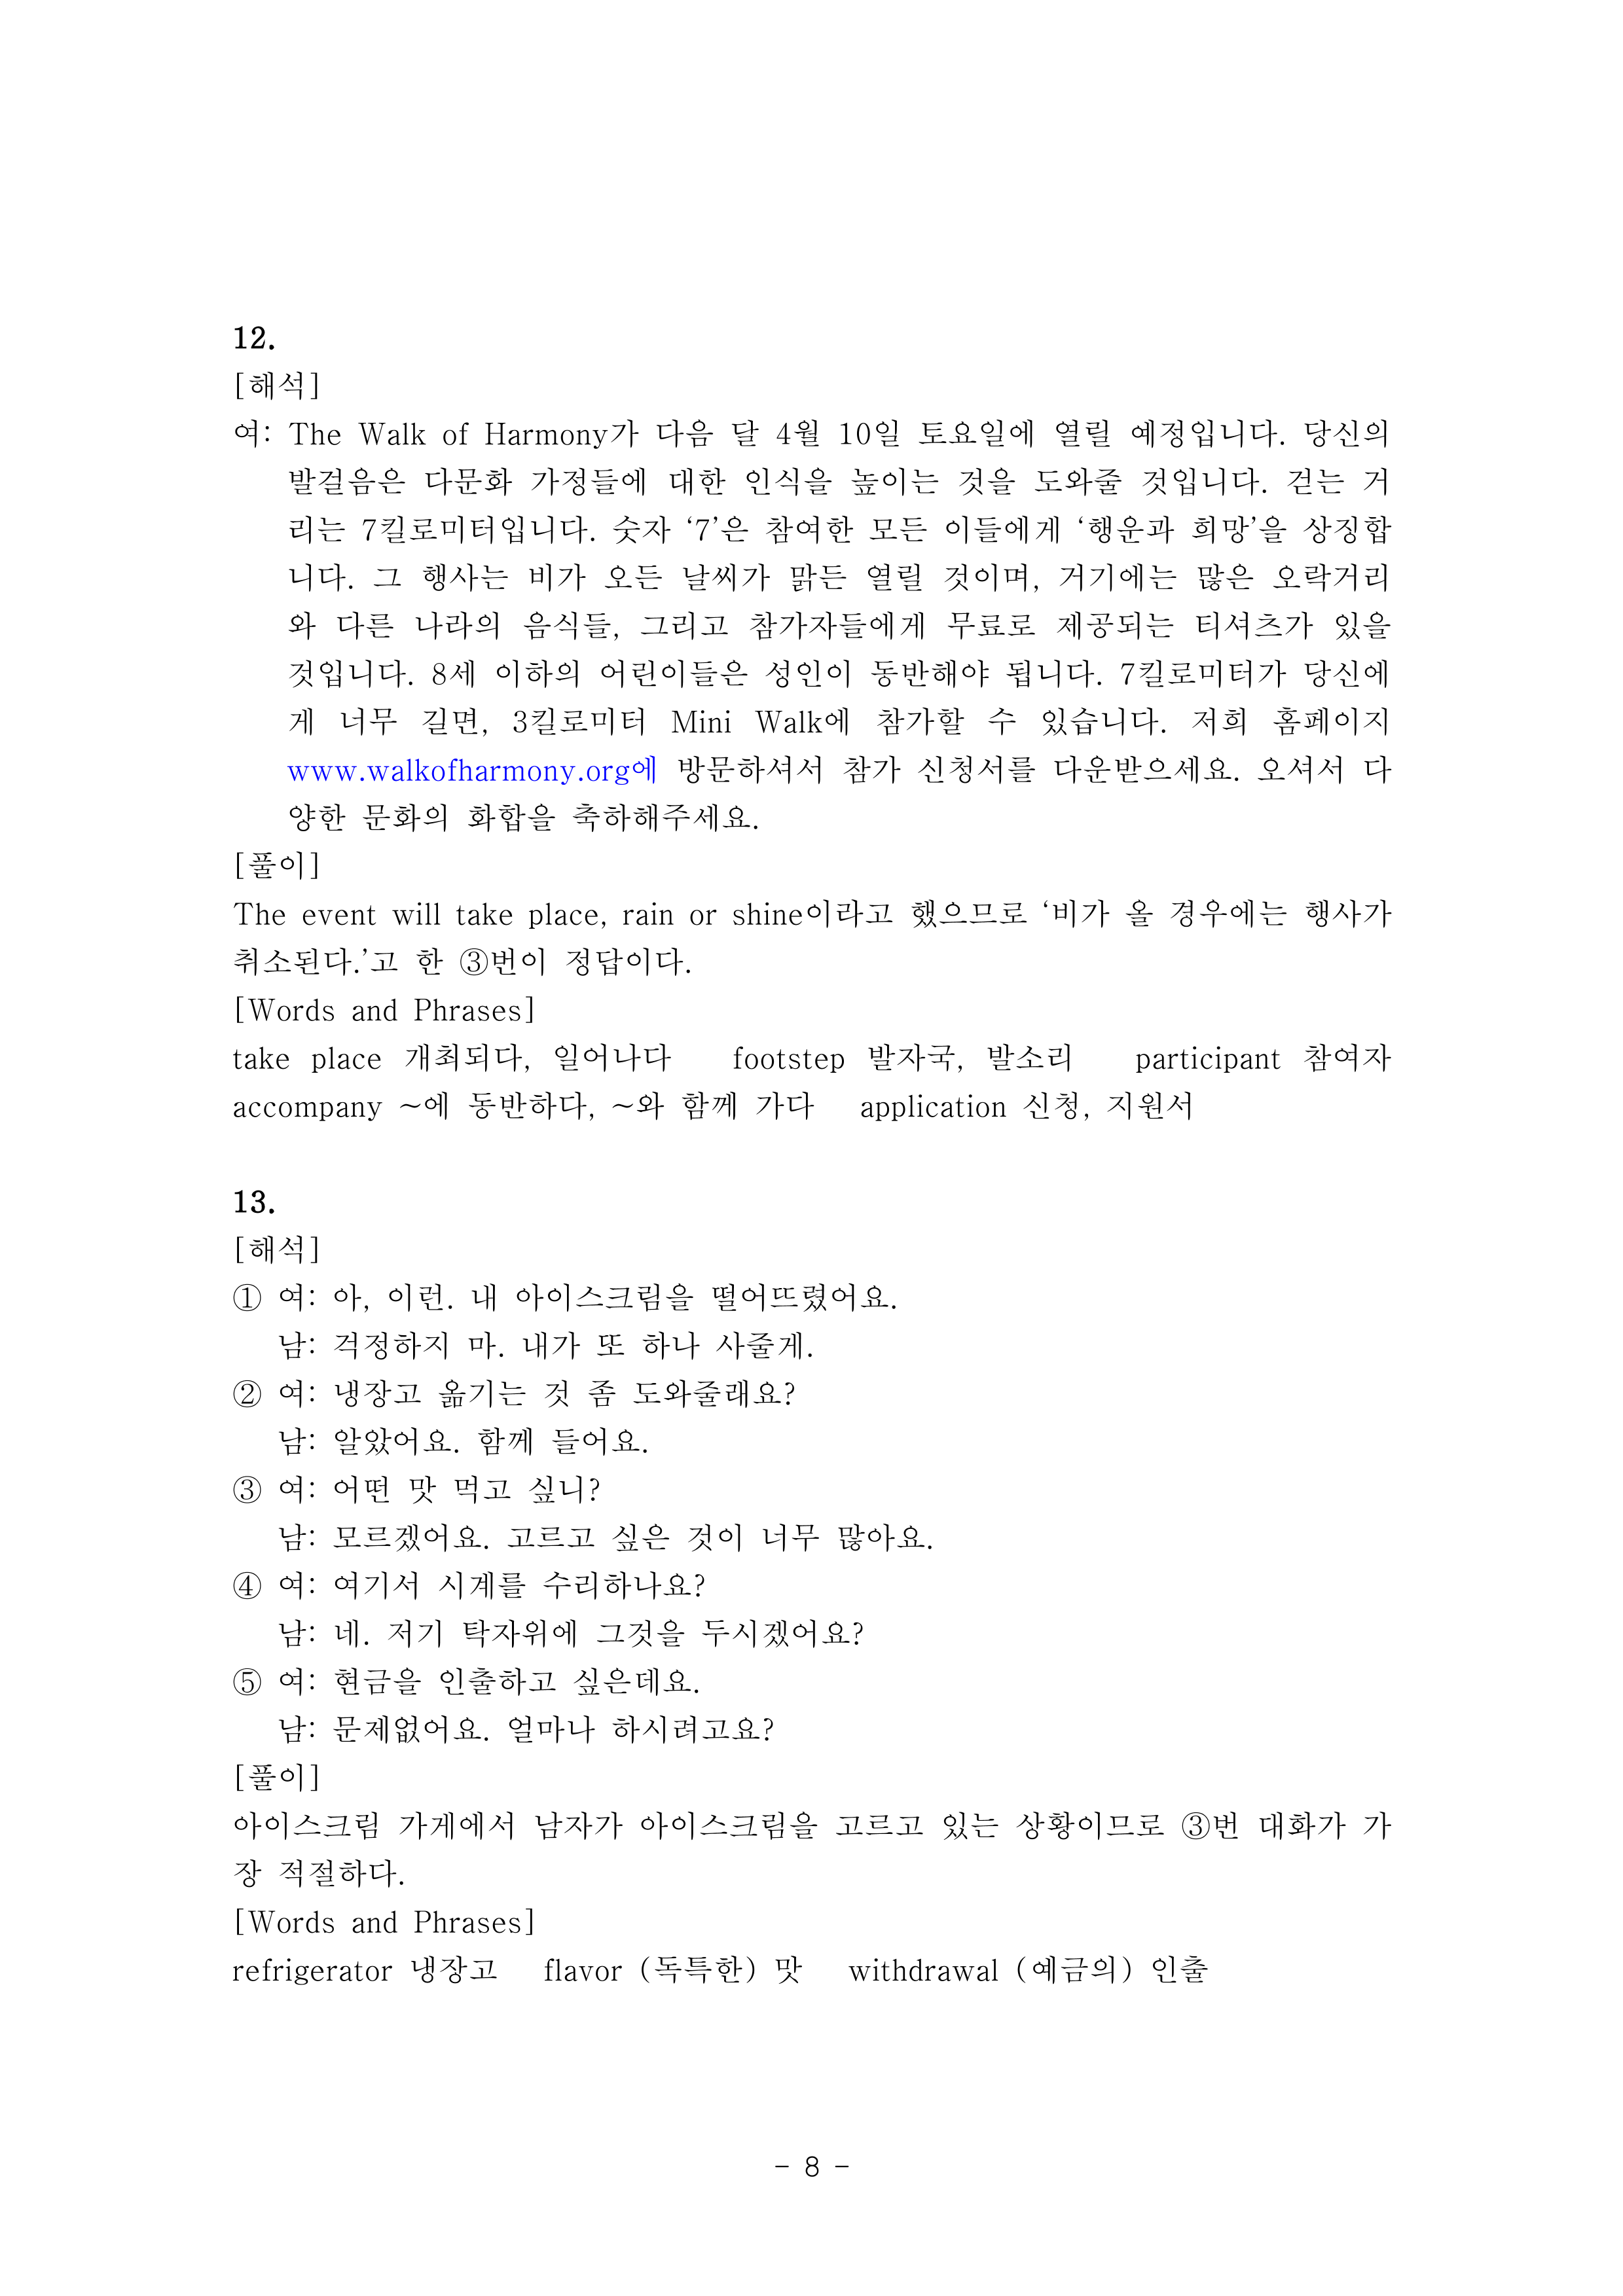 12.
[해석]
여: The Walk of Harmony가 다음 달 4월 10일 토요일에 열릴 예정입니다. 당신의
발걸음은 다문화 가정들에 대한 인식을 높이는 것을 도와줄 것입니다. 걷는 거
리는 7킬로미터입니다. 숫자 ‘7’은 참여한 모든 이들에게 ‘행운과 희망’을 상징합
니다. 그 행사는 비가 오든 날씨가 맑든 열릴 것이며, 거기에는 많은 오락거리
와 다른 나라의 음식들, 그리고 참가자들에게 무료로 제공되는 티셔츠가 있을
것입니다. 8세 이하의 어린이들은 성인이 동반해야 됩니다. 7킬로미터가 당신에
게 너무 길면, 3킬로미터 Mini Walk에 참가할 수 있습니다. 저희 홈페이지
www.walkofharmony.org에 방문하셔서 참가 신청서를 다운받으세요. 오셔서 다
양한 문화의 화합을 축하해주세요.
[풀이]
The event will take place, rain or shine이라고 했으므로 ‘비가 올 경우에는 행사가
취소된다.’고 한 ③번이 정답이다.
[Words and Phrases]
take place 개최되다, 일어나다 footstep 발자국, 발소리 participant 참여자
accompany ~에 동반하다, ~와 함께 가다 application 신청, 지원서
13.
[해석]
① 여: 아, 이런. 내 아이스크림을 떨어뜨렸어요.
남: 걱정하지 마. 내가 또 하나 사줄게.
② 여: 냉장고 옮기는 것 좀 도와줄래요?
남: 알았어요. 함께 들어요.
③ 여: 어떤 맛 먹고 싶니?
남: 모르겠어요. 고르고 싶은 것이 너무 많아요.
④ 여: 여기서 시계를 수리하나요?
남: 네. 저기 탁자위에 그것을 두시겠어요?
⑤ 여: 현금을 인출하고 싶은데요.
남: 문제없어요. 얼마나 하시려고요?
[풀이]
아이스크림 가게에서 남자가 아이스크림을 고르고 있는 상황이므로 ③번 대화가 가
장 적절하다.
[Words and Phrases]
refrigerator 냉장고 flavor (독특한) 맛 withdrawal (예금의) 인출
- 8 -